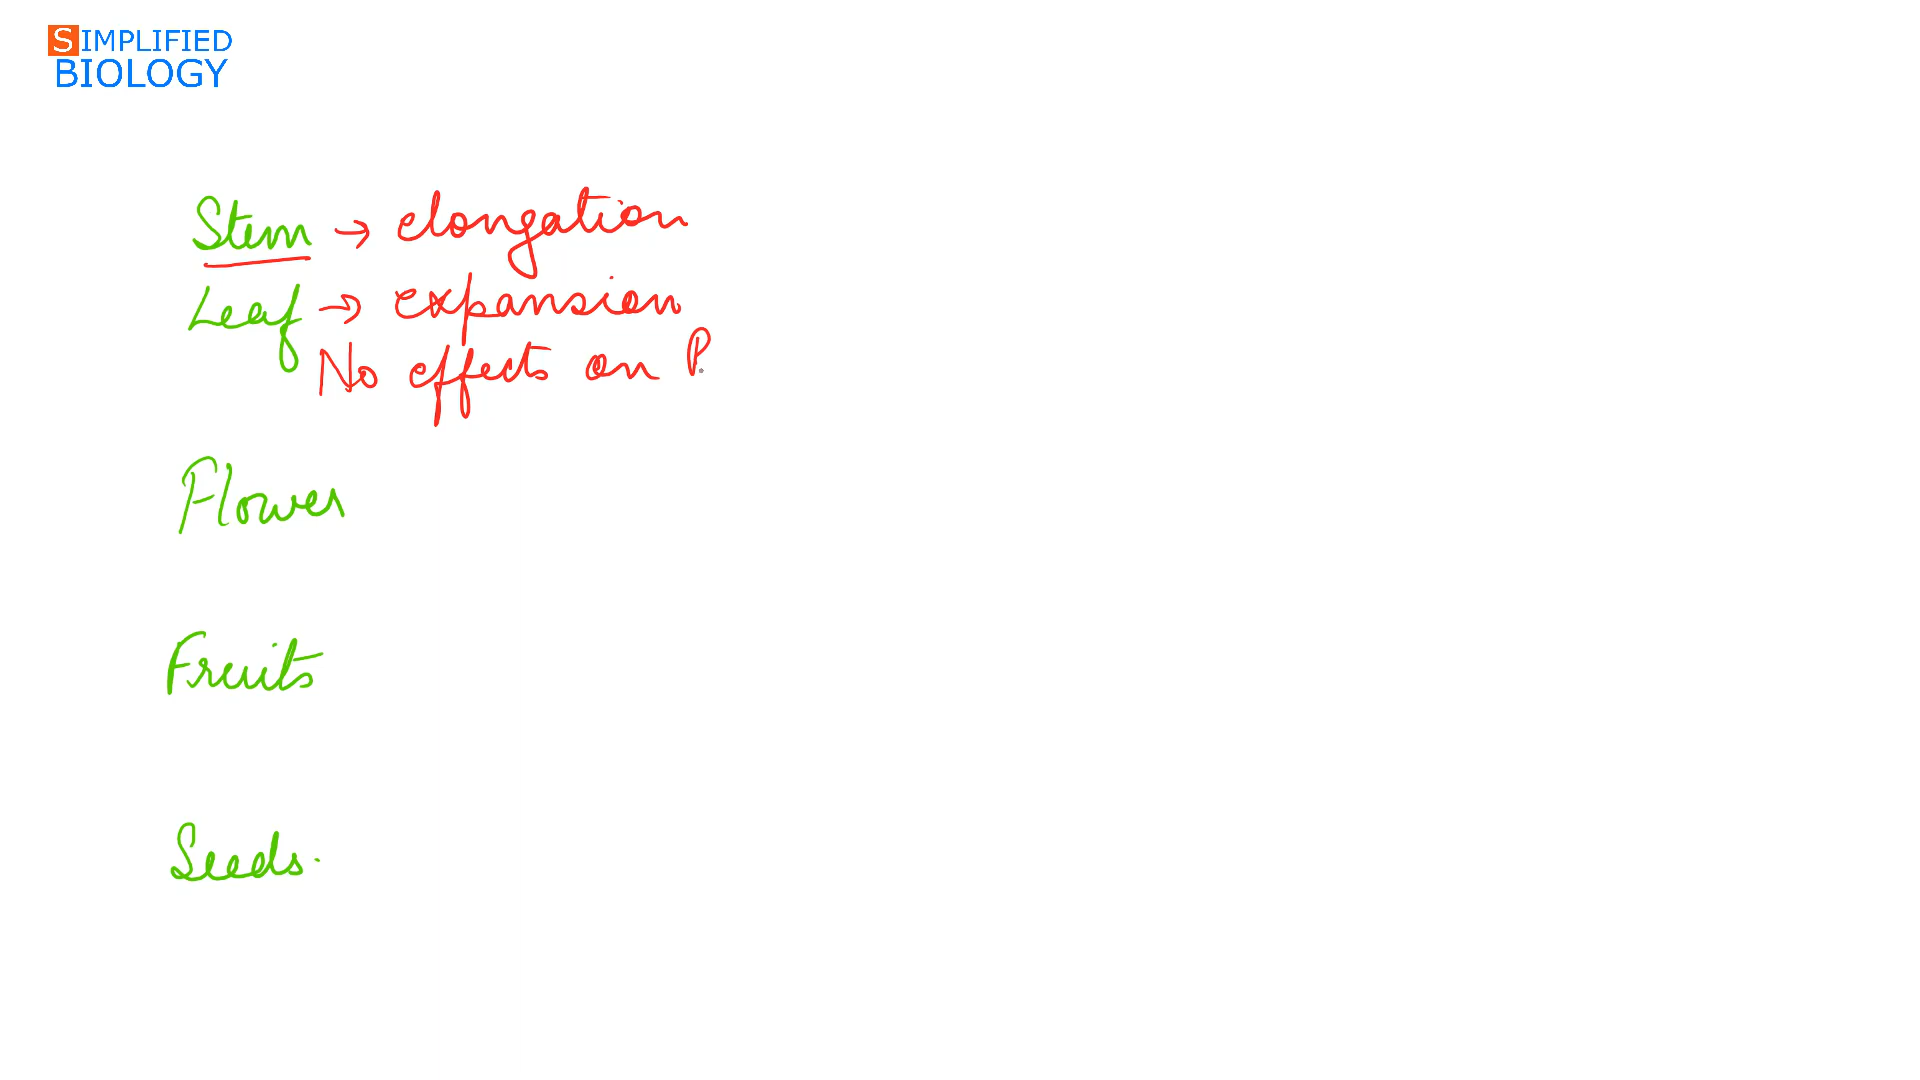 SIMPLIFIED
BIOLOGY
Stem → elongation
Leaf → expansion
No effects on R
Flower
Fruits
Seeds.